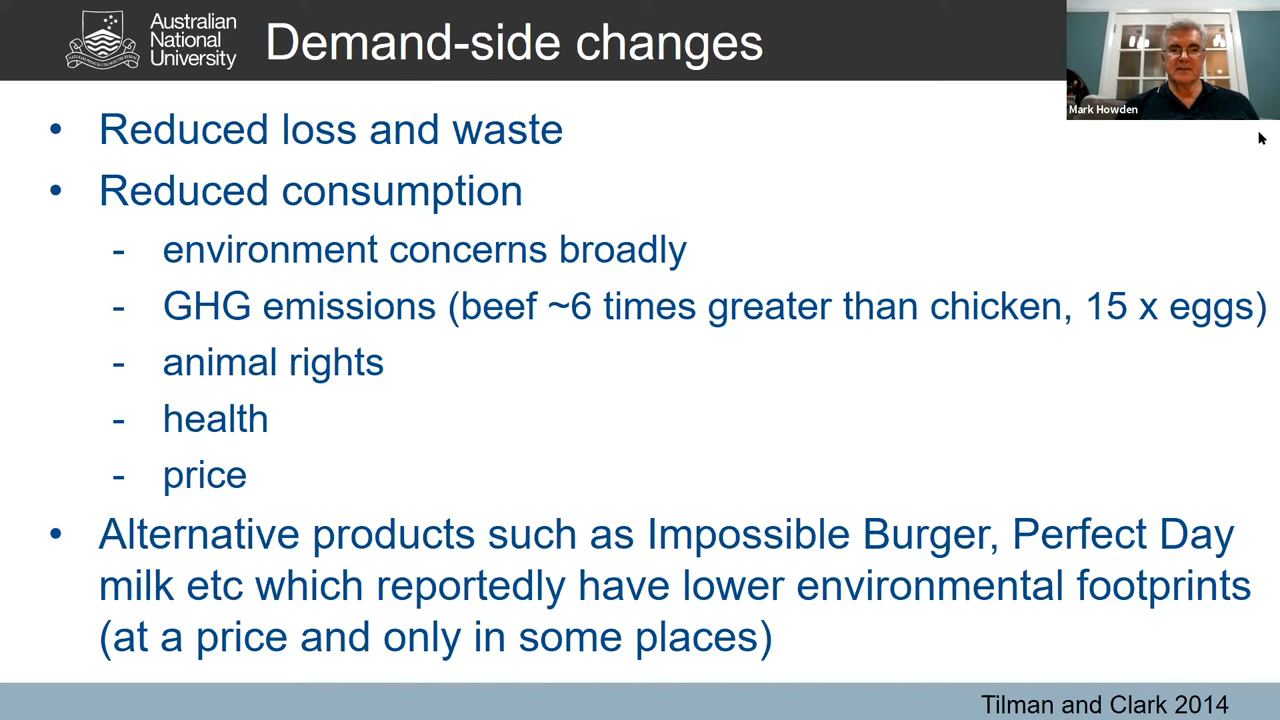 Australian
National
University
Demand-side changes
Mark Howden
• Reduced loss and waste
• Reduced consumption
- environment concerns broadly
- GHG emissions (beef ~6 times greater than chicken, 15 x eggs)
- animal rights
- health
- price
• Alternative products such as Impossible Burger, Perfect Day
milk etc which reportedly have lower environmental footprints
(at a price and only in some places)
Tilman and Clark 2014